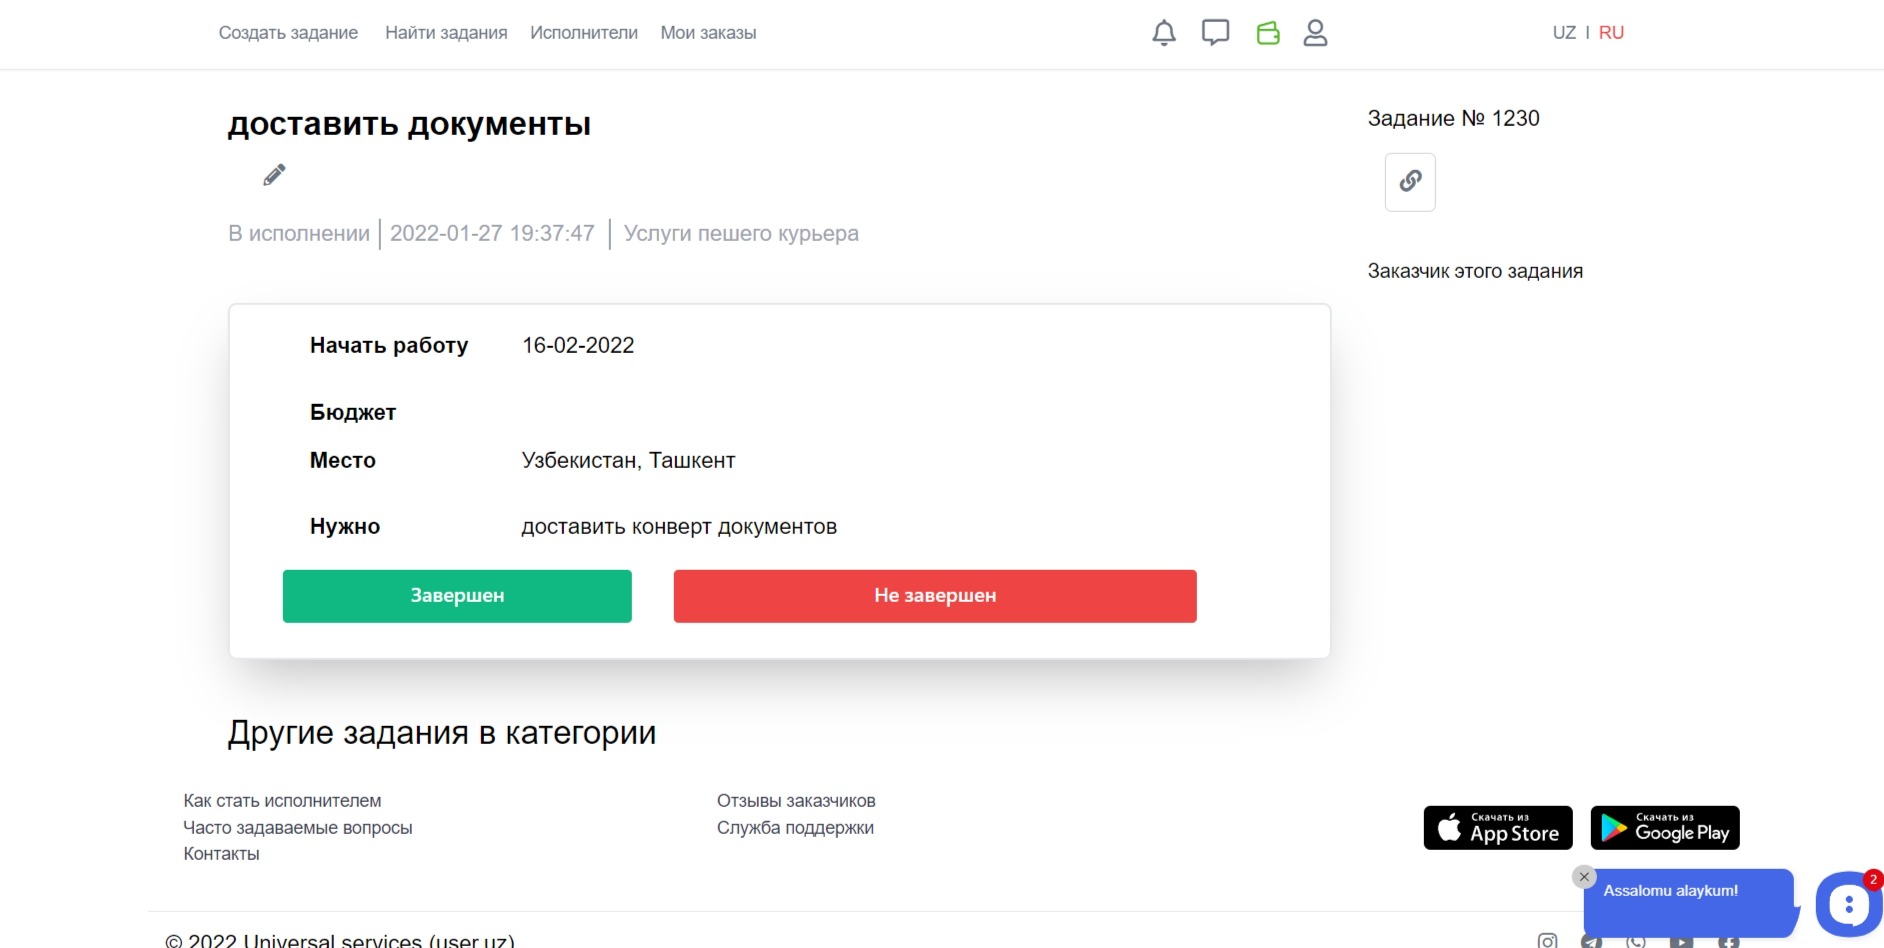 Создать задание Найти задания Исполнители Мои заказы UZ I RU
доставить документы
Задание № 1230
В исполнении 2022-01-27 19:37:47 Услуги пешего курьера
Заказчик этого задания
Начать работу 16-02-2022
Бюджет
Место Узбекистан, Ташкент
Нужно доставить конверт документов
Завершен Не завершен
Другие задания в категории
Как стать исполнителем Отзывы заказчиков
Часто задаваемые вопросы Служба поддержки
Контакты
Скачать из
App Store
Скачать из
Google Play
Assalomu alaykum!
2
© 2022 Universal services (user.uz)